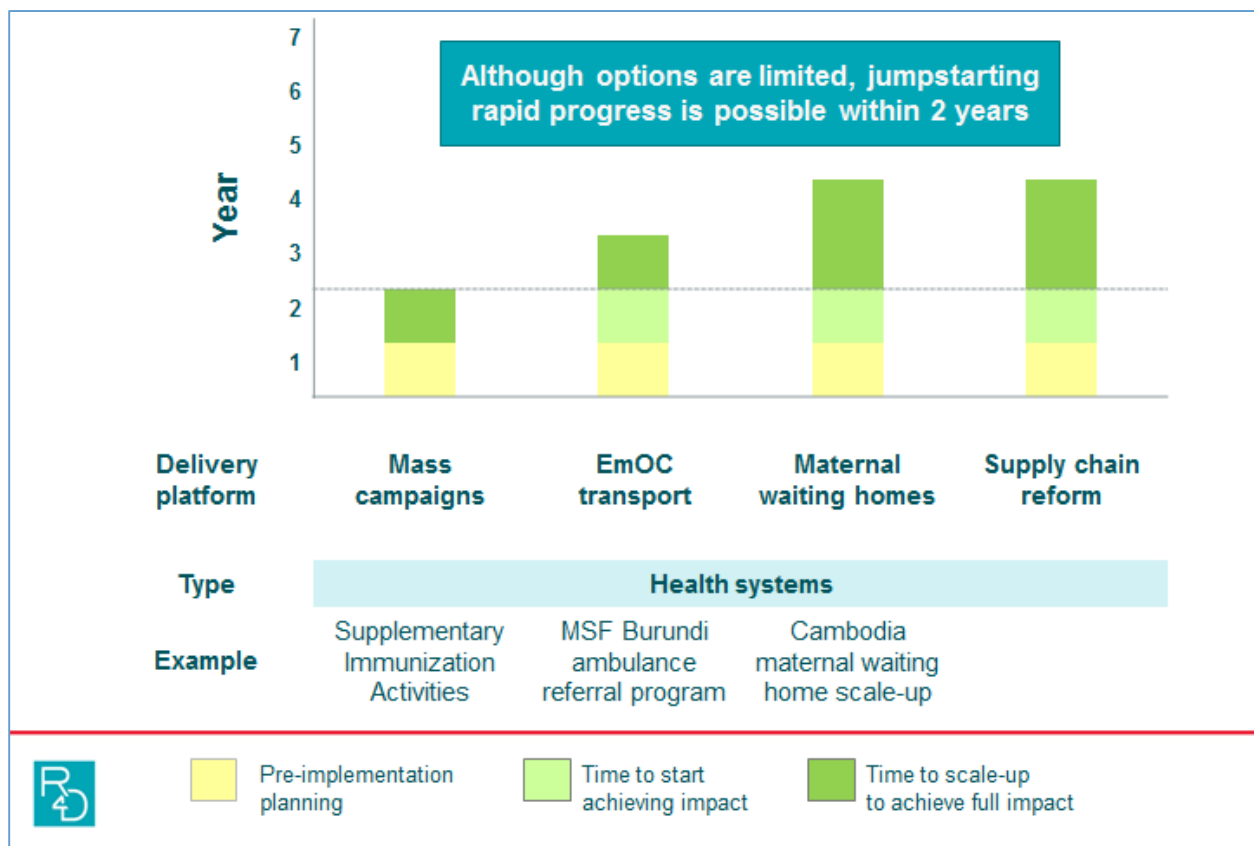 7
Although options are limited, jumpstarting
rapid progress is possible within 2 years
6
5
4
3
2
1
Year
Delivery
platform
Mass
campaigns
EmOC
transport
Maternal
waiting homes
Supply chain
reform
Type
Health systems
Example
Supplementary
Immunization
Activities
MSF Burundi
ambulance
referral program
Cambodia
maternal waiting
home scale-up
R4D
Pre-implementation
planning
Time to start
achieving impact
Time to scale-up
to achieve full impact